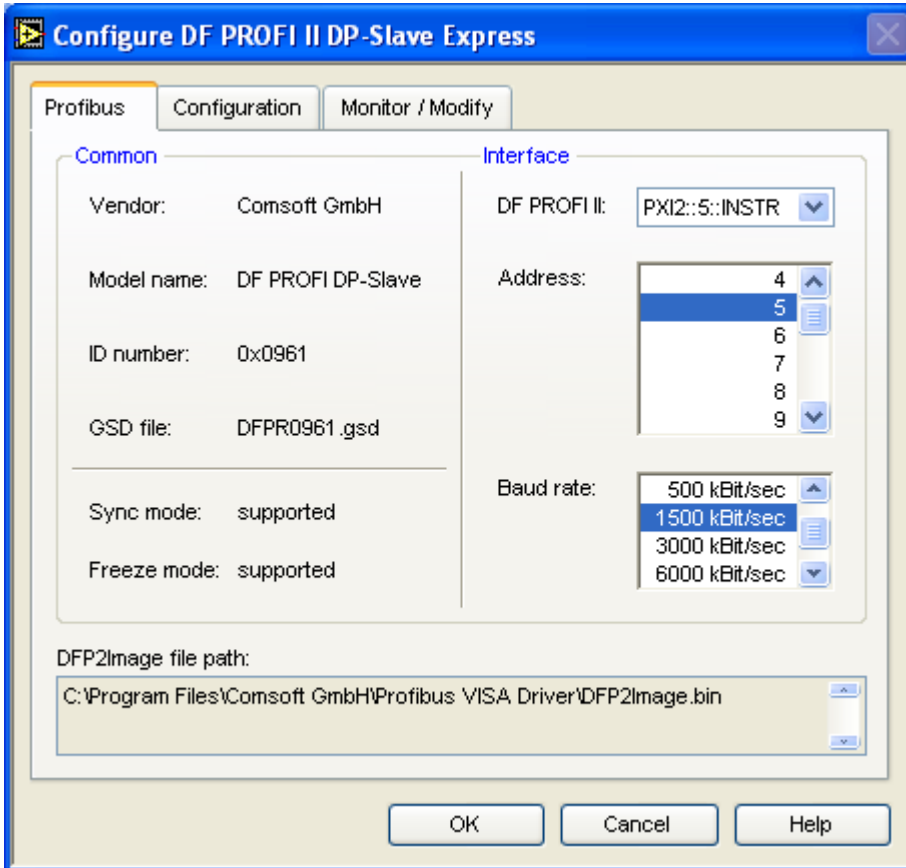 Configure DF PROFI II DP-Slave Express
Profibus
Configuration
Monitor / Modify
Common
Vendor: Comsoft GmbH
Model name: DF PROFI DP-Slave
ID number: 0x0961
GSD file: DFPR0961.gsd
Sync mode: supported
Freeze mode: supported
Interface
DF PROFI II: PXI2::5::INSTR
Address:
4
5
6
7
8
9
Baud rate:
500 kBit/sec
1500 kBit/sec
3000 kBit/sec
6000 kBit/sec
DFP2Image file path:
C:\Program Files\Comsoft GmbH\Profibus VISA Driver\DFP2Image.bin
OK
Cancel
Help